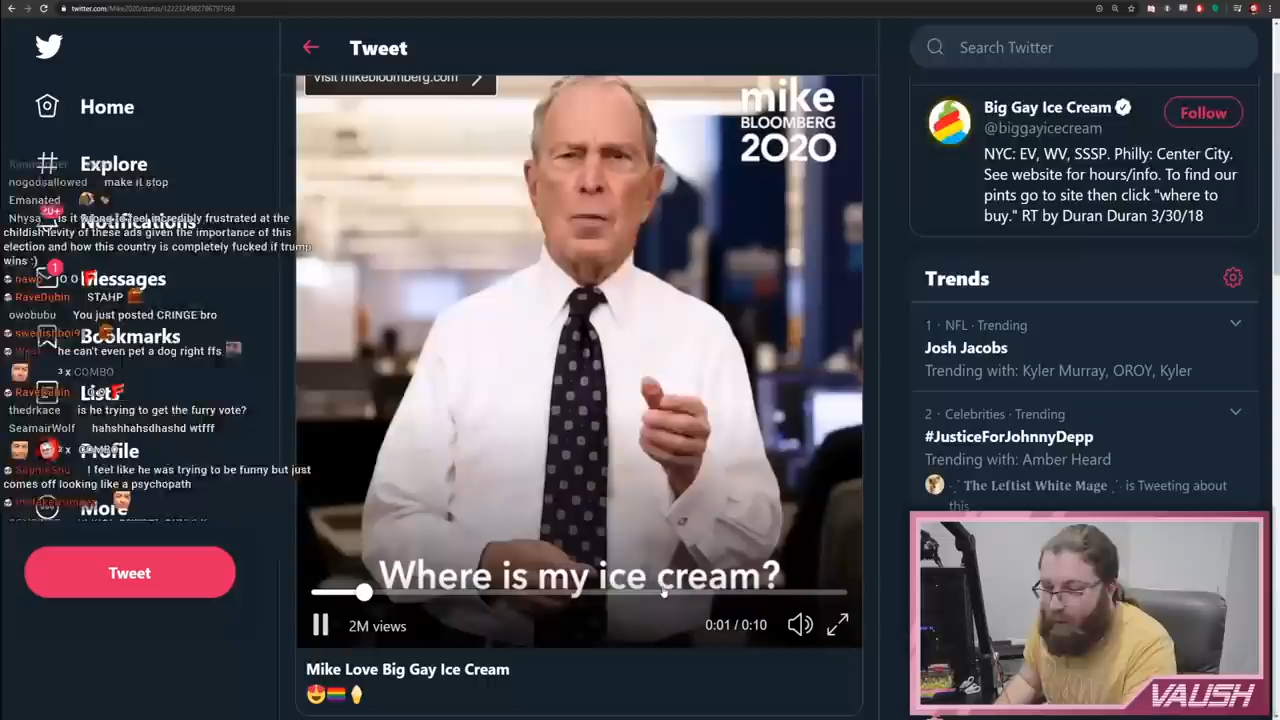 twitter.com/Mike2020/status/1222324982786797568
Home
Explore
nogodsallowed make it stop
Emanated
Notifications
20+
Nhysa is it wrong to feel incredibly frustrated at the
childish levity of these ads given the importance of this
election and how this country is completely fucked if trump
wins :)
Messages
1
RaveDubin STAHP
owobubu You just posted CRINGE bro
Bookmarks
he can't even pet a dog right ffs
3 x COMBO
thedrkace is he trying to get the furry vote?
SeamarWolf hahshhahsdhashd wtfff
Profile
I feel like he was trying to be funny but just
comes off looking like a psychopath
More
Tweet
Tweet
Visit mikebloomberg.com
mike
BLOOMBERG
2020
Where is my ice cream?
2M views
0:01 / 0:10
Mike Love Big Gay Ice Cream
😍🏳️‍🌈🍦
Search Twitter
Big Gay Ice Cream
@biggayicecream
Follow
NYC: EV, WV, SSSP. Philly: Center City.
See website for hours/info. To find our
pints go to site then click "where to
buy." RT by Duran Duran 3/30/18
Trends
1 · NFL · Trending
Josh Jacobs
Trending with: Kyler Murray, OROY, Kyler
2 · Celebrities · Trending
#JusticeForJohnnyDepp
Trending with: Amber Heard
The Leftist White Mage is Tweeting about
this
VAUSH